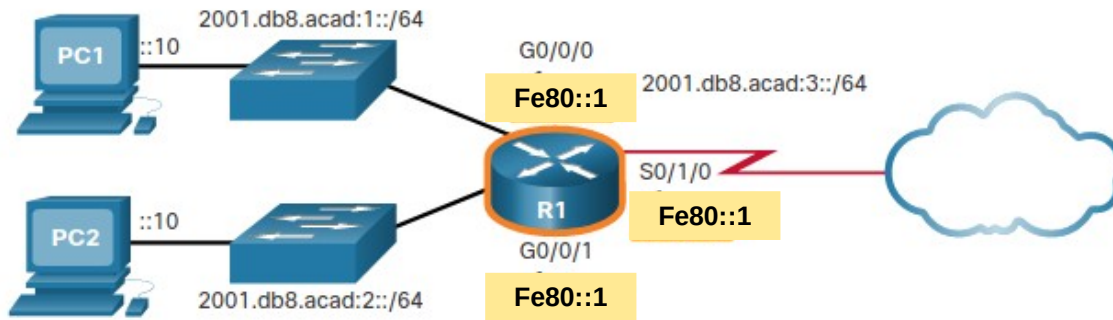 2001.db8.acad:1::/64
PC1
::10
G0/0/0
Fe80::1
2001.db8.acad:3::/64
S0/1/0
Fe80::1
R1
PC2
::10
G0/0/1
Fe80::1
2001.db8.acad:2::/64